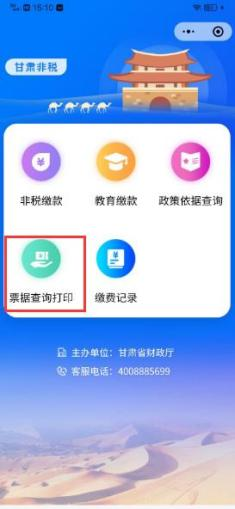 15:10
甘肃非税
非税缴款
教育缴款
政策依据查询
票据查询打印
缴费记录
主办单位：甘肃省财政厅
客服电话：4008885699